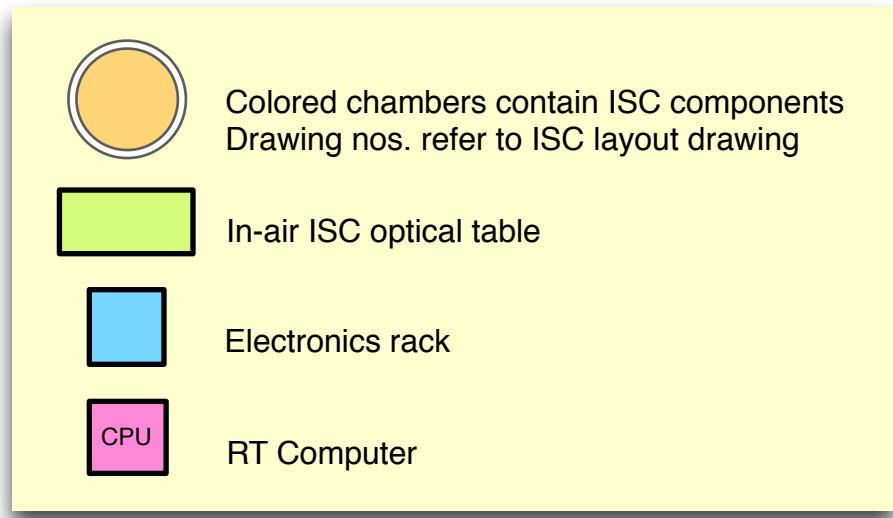 Colored chambers contain ISC components
Drawing nos. refer to ISC layout drawing
In-air ISC optical table
Electronics rack
CPU
RT Computer